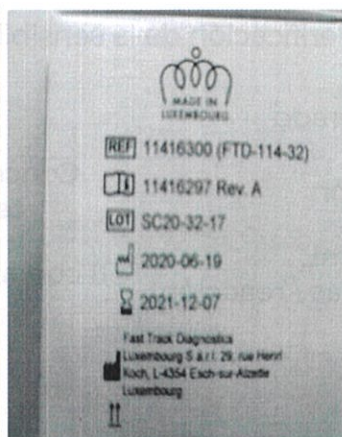 MADE IN
LUXEMBOURG
REF 11416300 (FTD-114-32)
11416297 Rev. A
LOT SC20-32-17
2020-06-19
2021-12-07
Fast Track Diagnostics
Luxembourg S.à r.l. 29, rue Henri
Koch, L-4354 Esch-sur-Alzette
Luxembourg